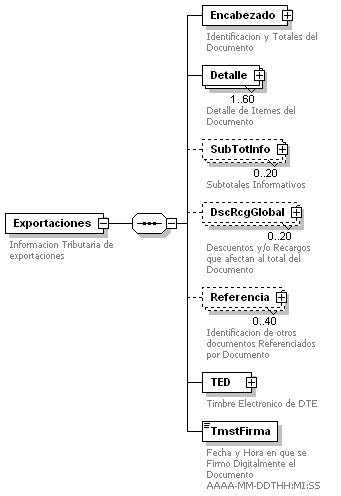 Encabezado
Identificacion y Totales del
Documento
Detalle
1..60
Detalle de Itemes del
Documento
SubTotInfo
0..20
Subtotales Informativos
DscRcgGlobal
0..20
Descuentos y/o Recargos
que afectan al total del
Documento
Exportaciones
Informacion Tributaria de
exportaciones
Referencia
0..40
Identificacion de otros
documentos Referenciados
por Documento
TED
Timbre Electronico de DTE
TmstFirma
Fecha y Hora en que se
Firmo Digitalmente el
Documento
AAAA-MM-DDTHH:MI:SS